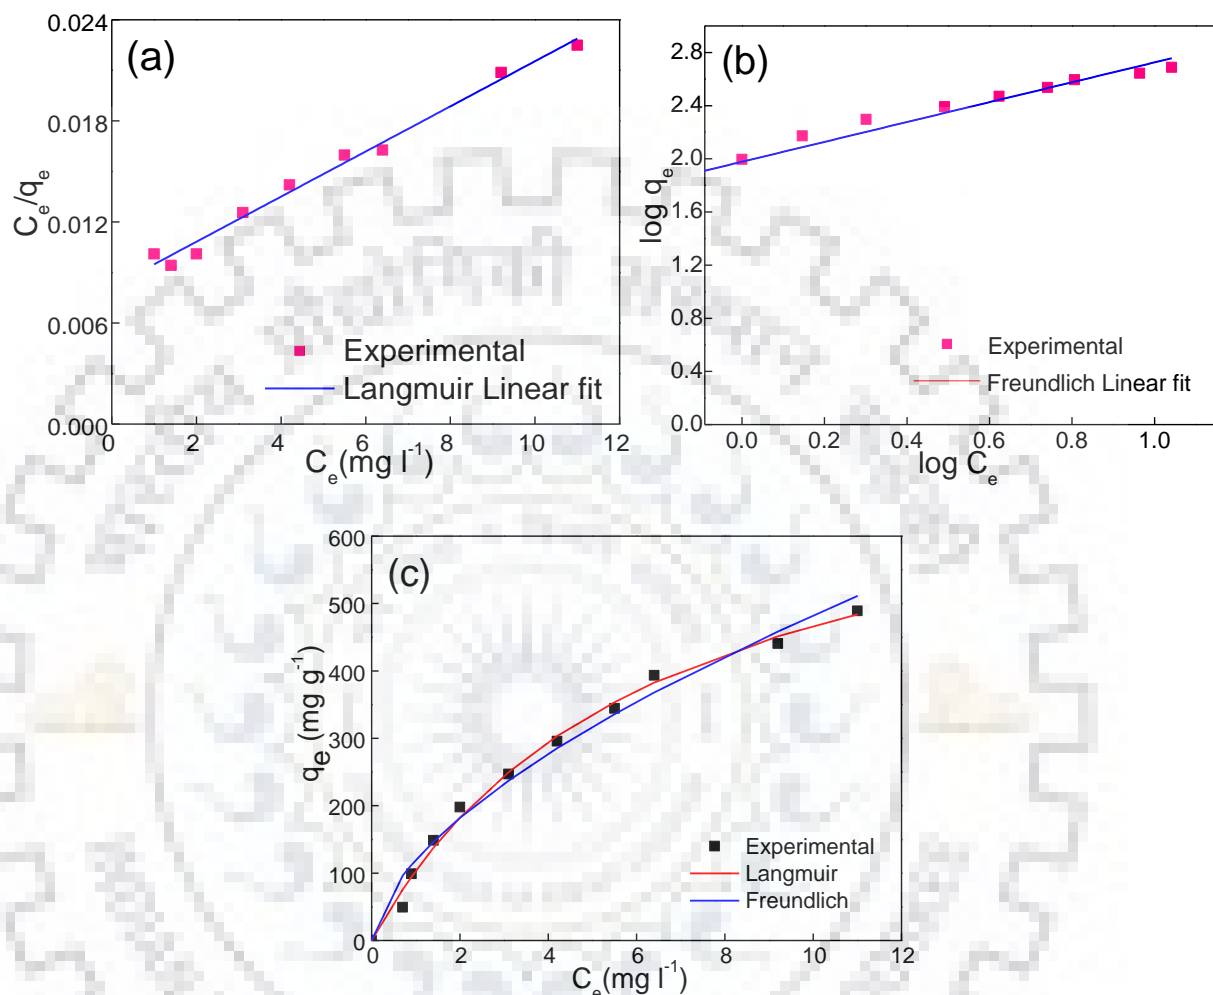 (a)
0.024
0.018
0.012
0.006
0.000
C_e/q_e
0 2 4 6 8 10 12
C_e(mg l^-1)
Experimental
Langmuir Linear fit
(b)
2.8
2.4
2.0
1.6
1.2
0.8
0.4
0.0
log q_e
0.0 0.2 0.4 0.6 0.8 1.0
log C_e
Experimental
Freundlich Linear fit
(c)
600
500
400
300
200
100
0
q_e (mg g^-1)
0 2 4 6 8 10 12
C_e(mg l^-1)
Experimental
Langmuir
Freundlich